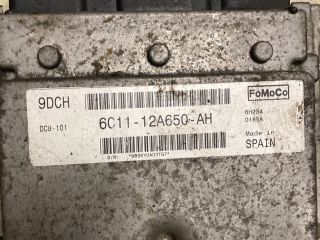 9DCH
FoMoCo
DCU-101
6C11-12A650-AH
6H254
0185A
Made in
SPAIN
S/N: